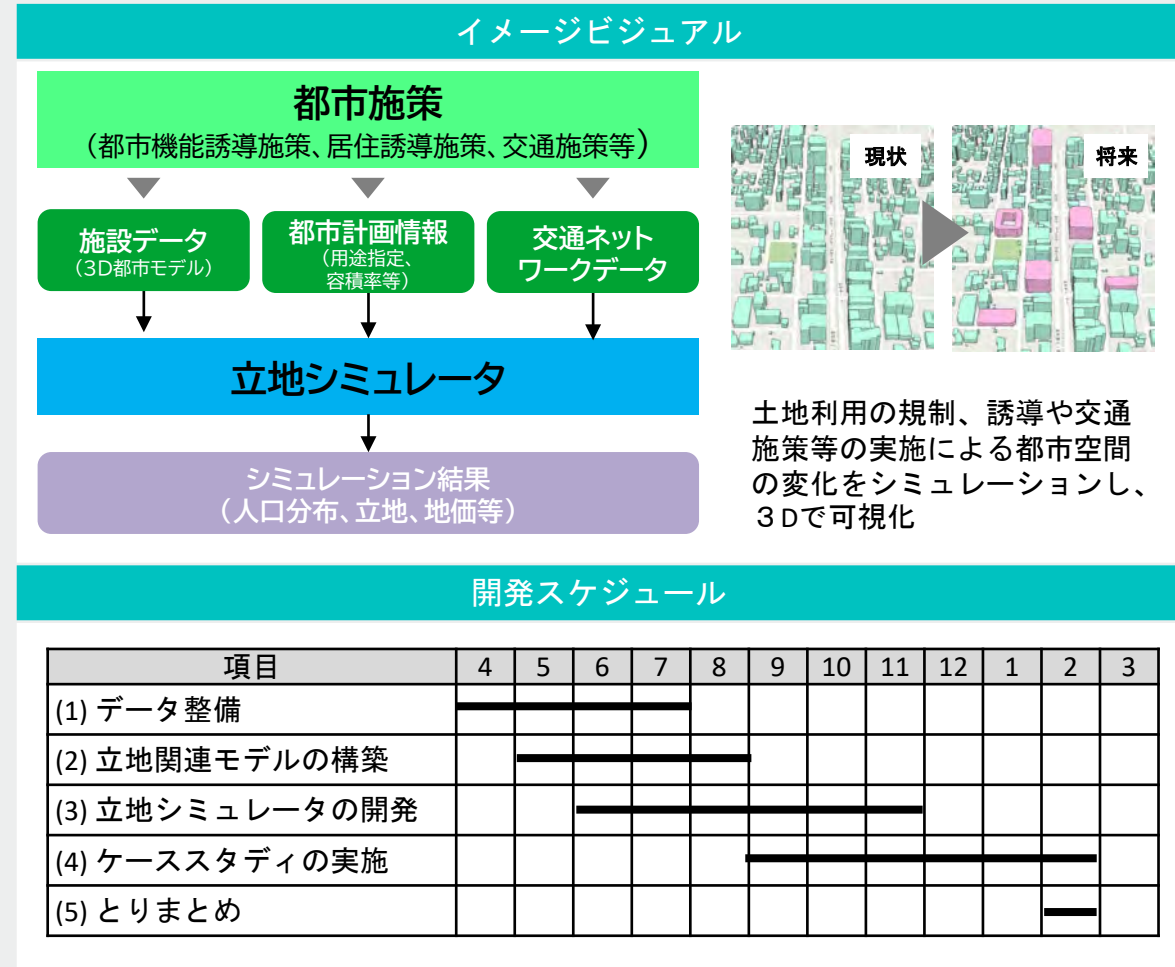 イメージビジュアル
都市施策
(都市機能誘導施策、居住誘導施策、交通施策等)
施設データ
(3D都市モデル)
都市計画情報
(用途指定、
容積率等)
交通ネット
ワークデータ
立地シミュレータ
シミュレーション結果
(人口分布、立地、地価等)
現状
将来
土地利用の規制、誘導や交通
施策等の実施による都市空間
の変化をシミュレーションし、
３Dで可視化
開発スケジュール
項目 4 5 6 7 8 9 10 11 12 1 2 3
(1) データ整備
(2) 立地関連モデルの構築
(3) 立地シミュレータの開発
(4) ケーススタディの実施
(5) とりまとめ